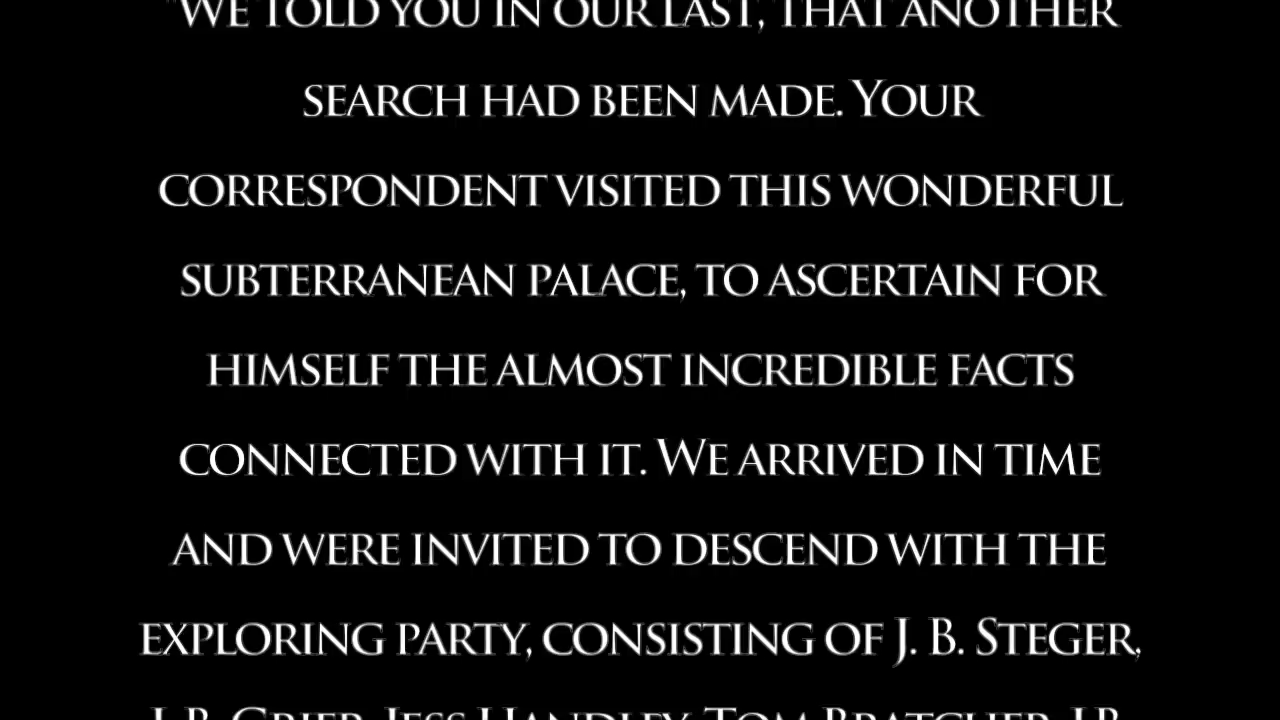 "We told you in our last, that another
search had been made. Your
correspondent visited this wonderful
subterranean palace, to ascertain for
himself the almost incredible facts
connected with it. We arrived in time
and were invited to descend with the
exploring party, consisting of J. B. Steger,
J. B. Grier, Jess Handley, Tom Bratcher, J.B.